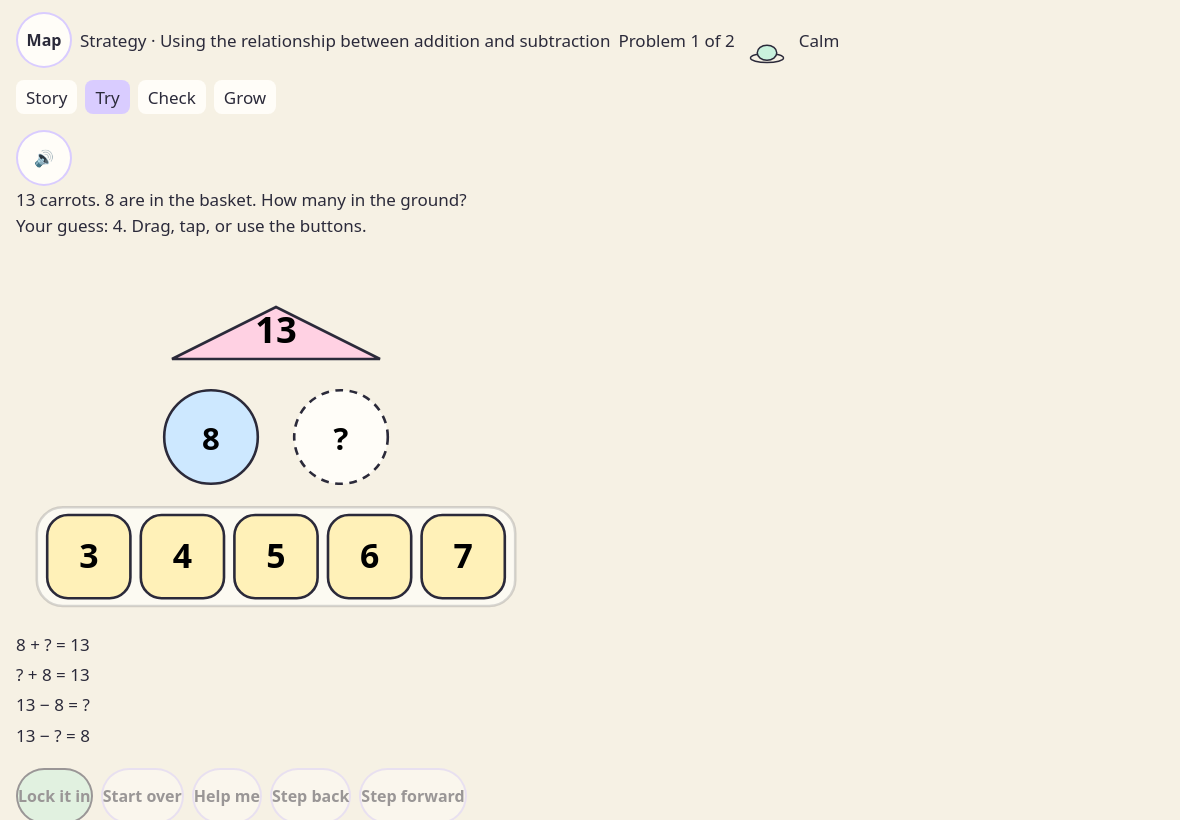 Map Strategy · Using the relationship between addition and subtraction Problem 1 of 2 Calm
Story Try Check Grow
13 carrots. 8 are in the basket. How many in the ground?
Your guess: 4. Drag, tap, or use the buttons.
13
8 ?
3 4 5 6 7
8 + ? = 13
? + 8 = 13
13 − 8 = ?
13 − ? = 8
Lock it in Start over Help me Step back Step forward